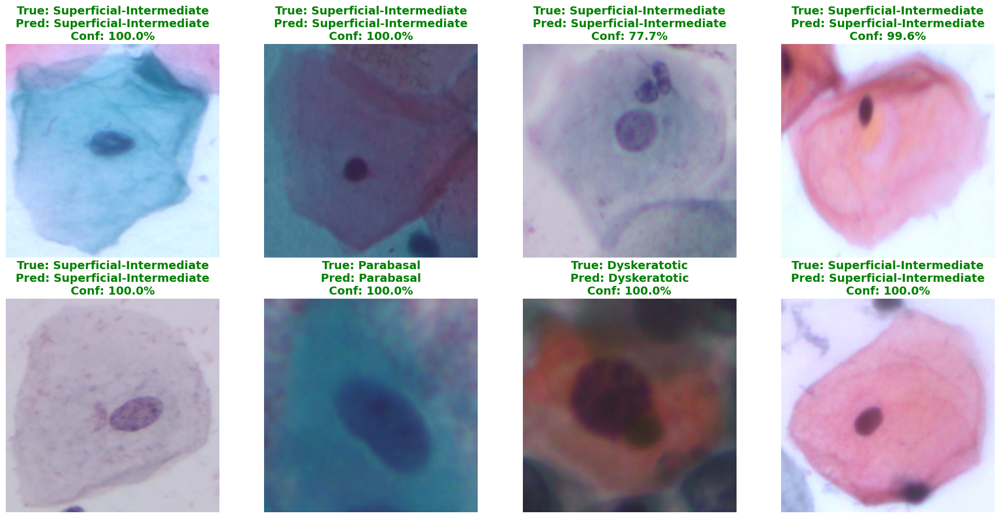 True: Superficial-Intermediate
Pred: Superficial-Intermediate
Conf: 100.0%
True: Superficial-Intermediate
Pred: Superficial-Intermediate
Conf: 100.0%
True: Superficial-Intermediate
Pred: Superficial-Intermediate
Conf: 77.7%
True: Superficial-Intermediate
Pred: Superficial-Intermediate
Conf: 99.6%
True: Superficial-Intermediate
Pred: Superficial-Intermediate
Conf: 100.0%
True: Parabasal
Pred: Parabasal
Conf: 100.0%
True: Dyskeratotic
Pred: Dyskeratotic
Conf: 100.0%
True: Superficial-Intermediate
Pred: Superficial-Intermediate
Conf: 100.0%